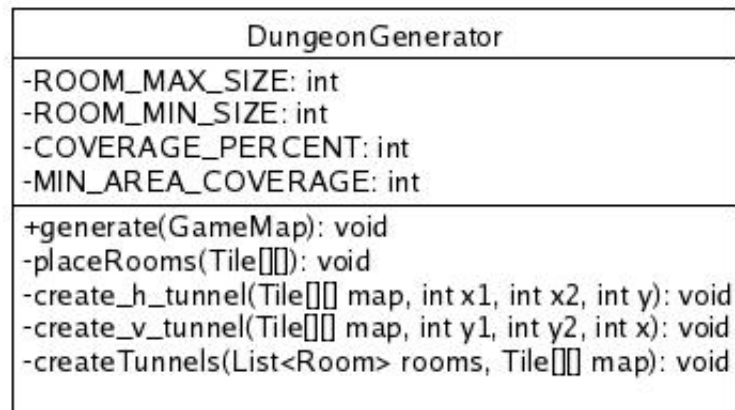 DungeonGenerator
-ROOM_MAX_SIZE: int
-ROOM_MIN_SIZE: int
-COVERAGE_PERCENT: int
-MIN_AREA_COVERAGE: int
+generate(GameMap): void
-placeRooms(Tile[][]): void
-create_h_tunnel(Tile[][] map, int x1, int x2, int y): void
-create_v_tunnel(Tile[][] map, int y1, int y2, int x): void
-createTunnels(List<Room> rooms, Tile[][] map): void